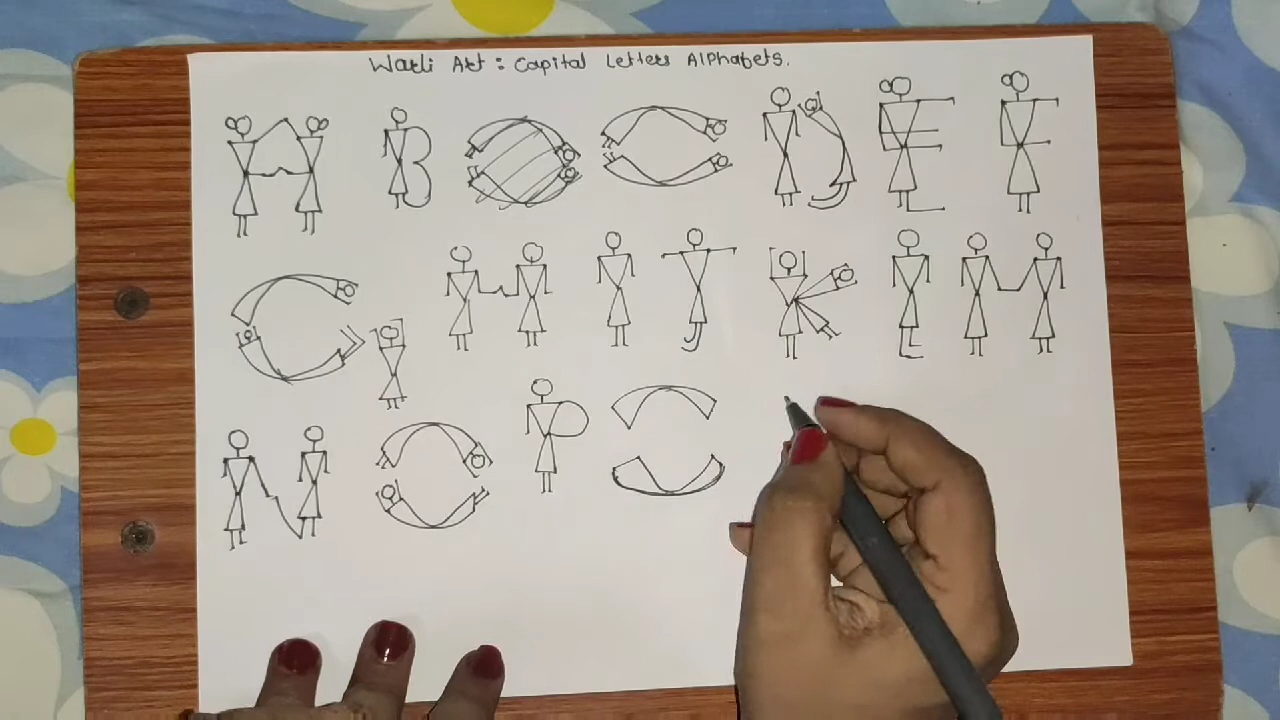 Warli Art : Capital Letters Alphabets.
A B C D E F
G H I J K L M
N O P